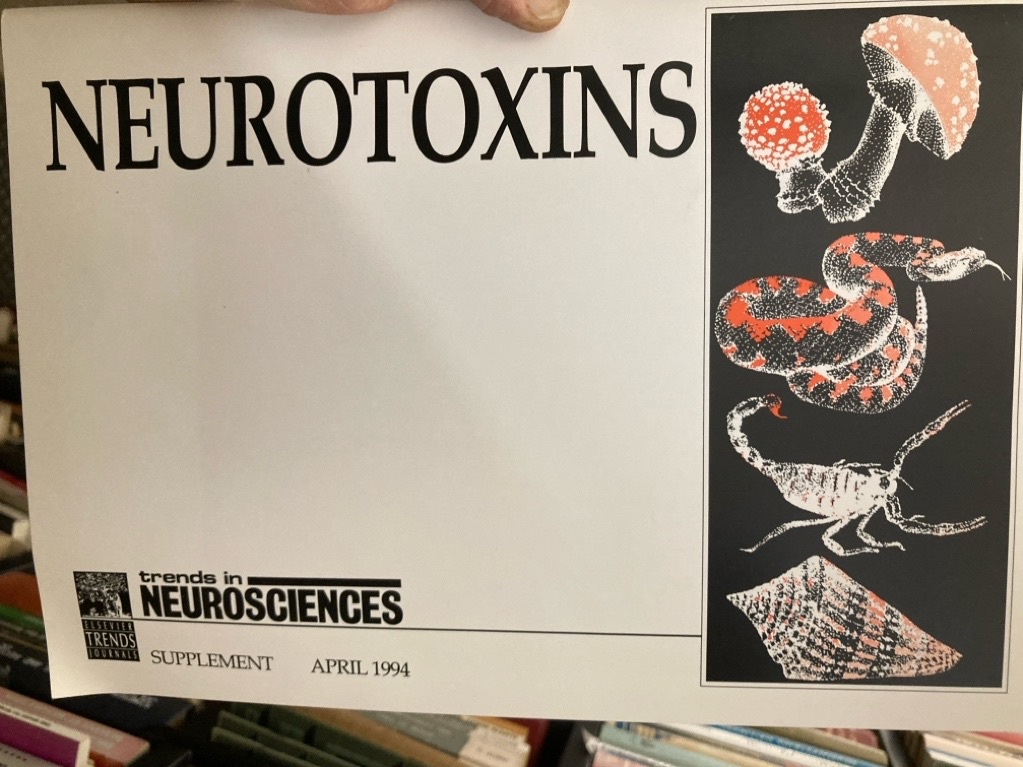 NEUROTOXINS
trends in
NEUROSCIENCES
ELSEVIER
TRENDS
JOURNALS
SUPPLEMENT APRIL 1994